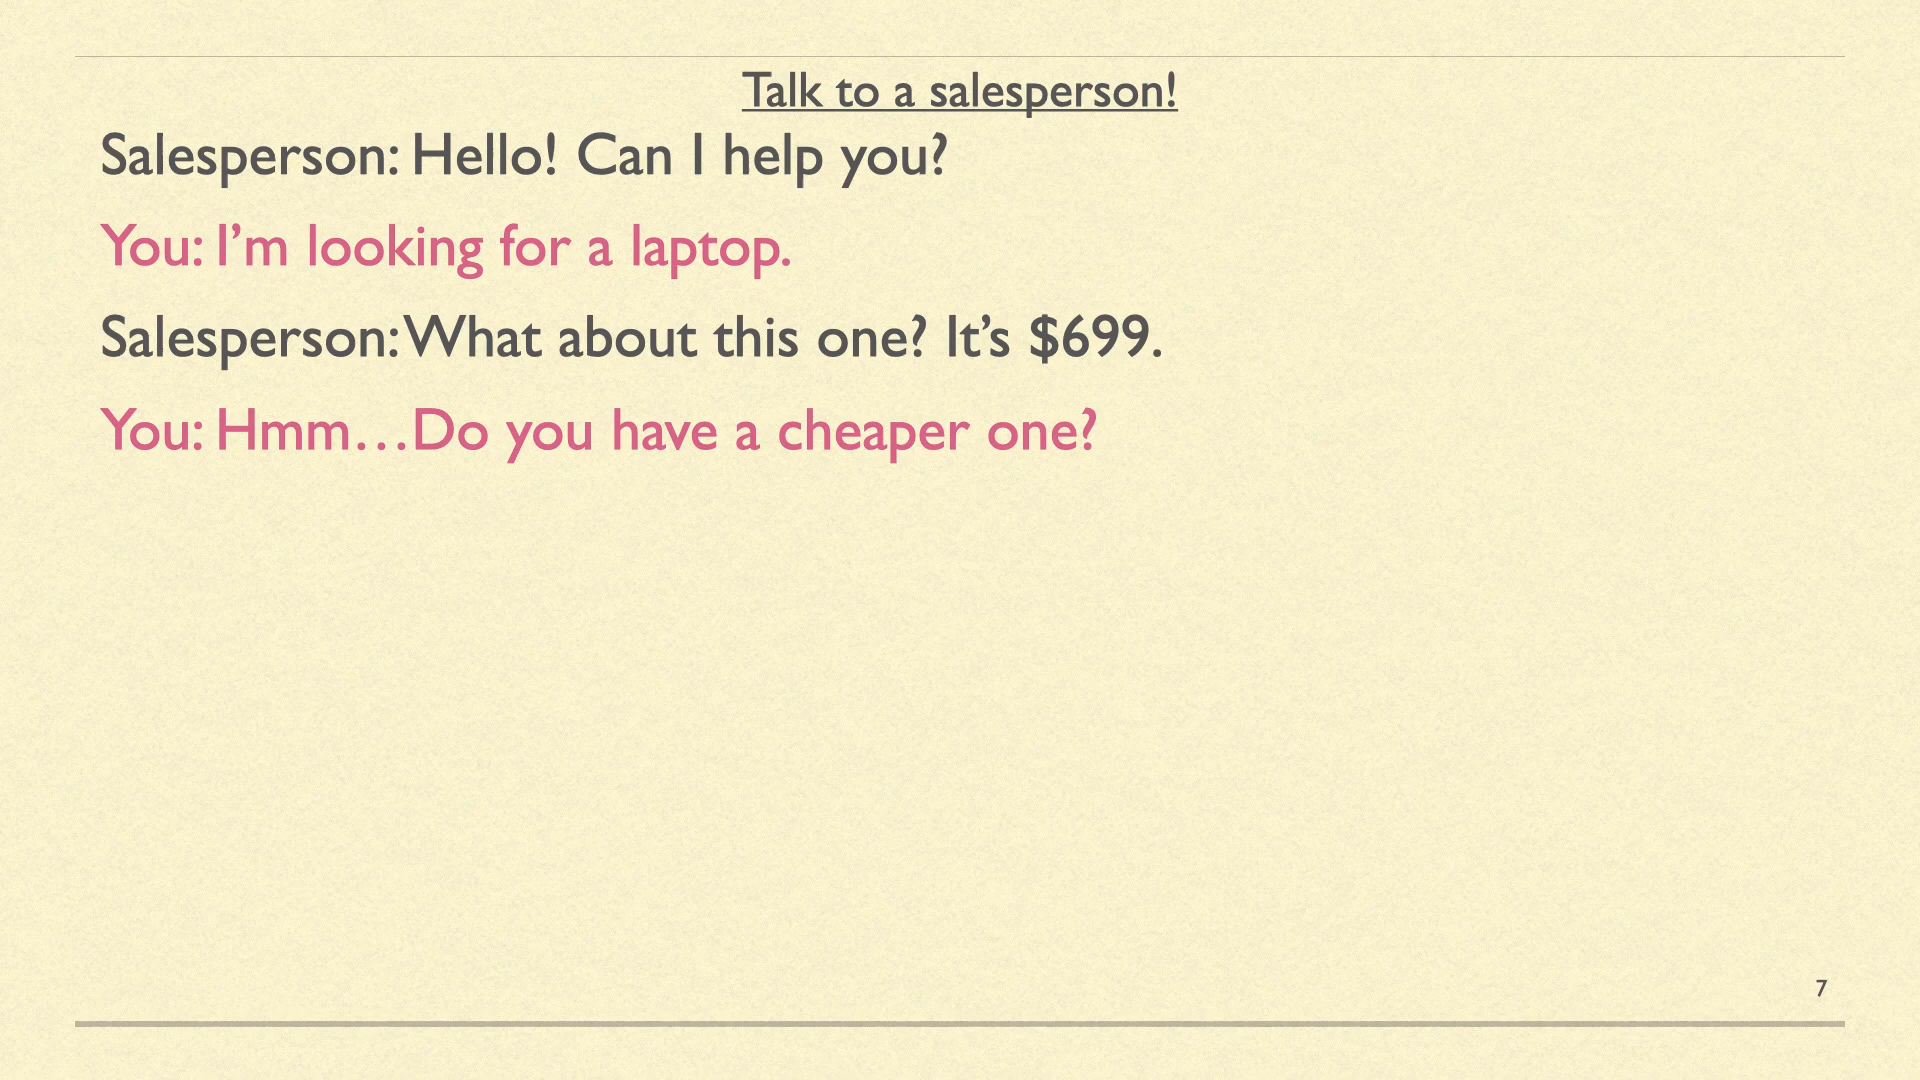 Talk to a salesperson!
Salesperson: Hello! Can I help you?
You: I’m looking for a laptop.
Salesperson: What about this one? It’s $699.
You: Hmm…Do you have a cheaper one?
7